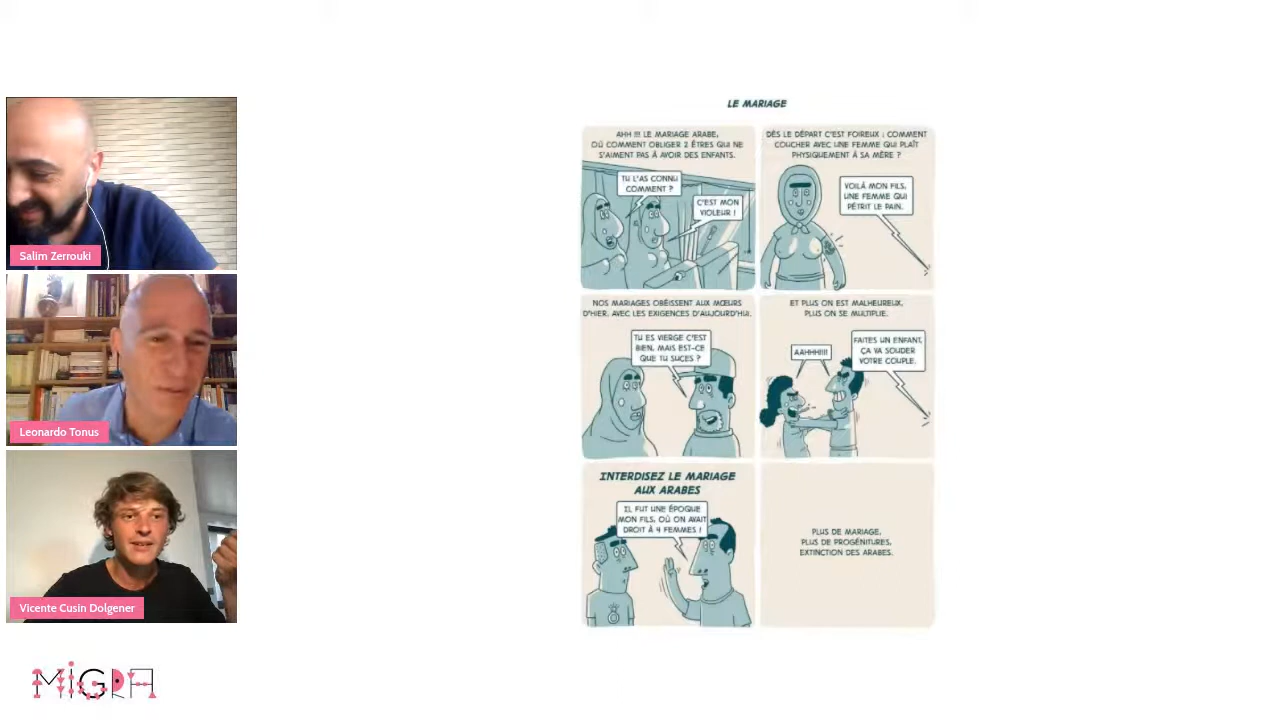 Salim Zerrouki
Leonardo Tonus
Vicente Cusin Dolgener
MIGRA
LE MARIAGE
AHH !!! LE MARIAGE ARABE,
OÙ COMMENT OBLIGER 2 ÊTRES QUI NE
S'AIMENT PAS À AVOIR DES ENFANTS.
TU L'AS CONNU
COMMENT ?
C'EST MON
VIOLEUR !
DÈS LE DÉPART C'EST FOIREUX : COMMENT
COUCHER AVEC UNE FEMME QUI PLAÎT
PHYSIQUEMENT À SA MÈRE ?
VOILÀ MON FILS,
UNE FEMME QUI
PÉTRIT LE PAIN.
NOS MARIAGES OBÉISSENT AUX MŒURS
D'HIER, AVEC LES EXIGENCES D'AUJOURD'HUI.
TU ES VIERGE C'EST
BIEN, MAIS EST-CE
QUE TU SUCES ?
ET PLUS ON EST MALHEUREUX,
PLUS ON SE MULTIPLIE.
AAHHH!!!!
FAITES UN ENFANT,
ÇA VA SOUDER
VOTRE COUPLE.
INTERDISEZ LE MARIAGE
AUX ARABES
IL FUT UNE ÉPOQUE
MON FILS, OÙ ON AVAIT
DROIT À 4 FEMMES !
PLUS DE MARIAGE,
PLUS DE PROGÉNITURES,
EXTINCTION DES ARABES.